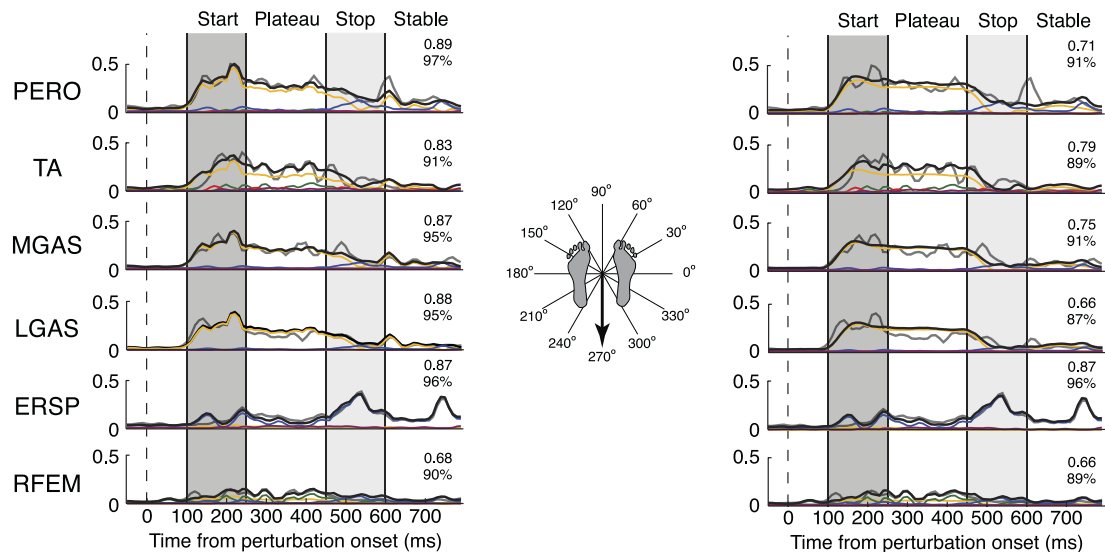 Start Plateau Stop Stable
PERO 0.5 0 0.89 97%
TA 0.5 0 0.83 91%
MGAS 0.5 0 0.87 95%
LGAS 0.5 0 0.88 95%
ERSP 0.5 0 0.87 96%
RFEM 0.5 0 0.68 90%
0 100 200 300 400 500 600 700
Time from perturbation onset (ms)
90°
120° 60°
150° 30°
180° 0°
210° 330°
240° 300°
270°
Start Plateau Stop Stable
0.5 0 0.71 91%
0.5 0 0.79 89%
0.5 0 0.75 91%
0.5 0 0.66 87%
0.5 0 0.87 96%
0.5 0 0.66 89%
0 100 200 300 400 500 600 700
Time from perturbation onset (ms)